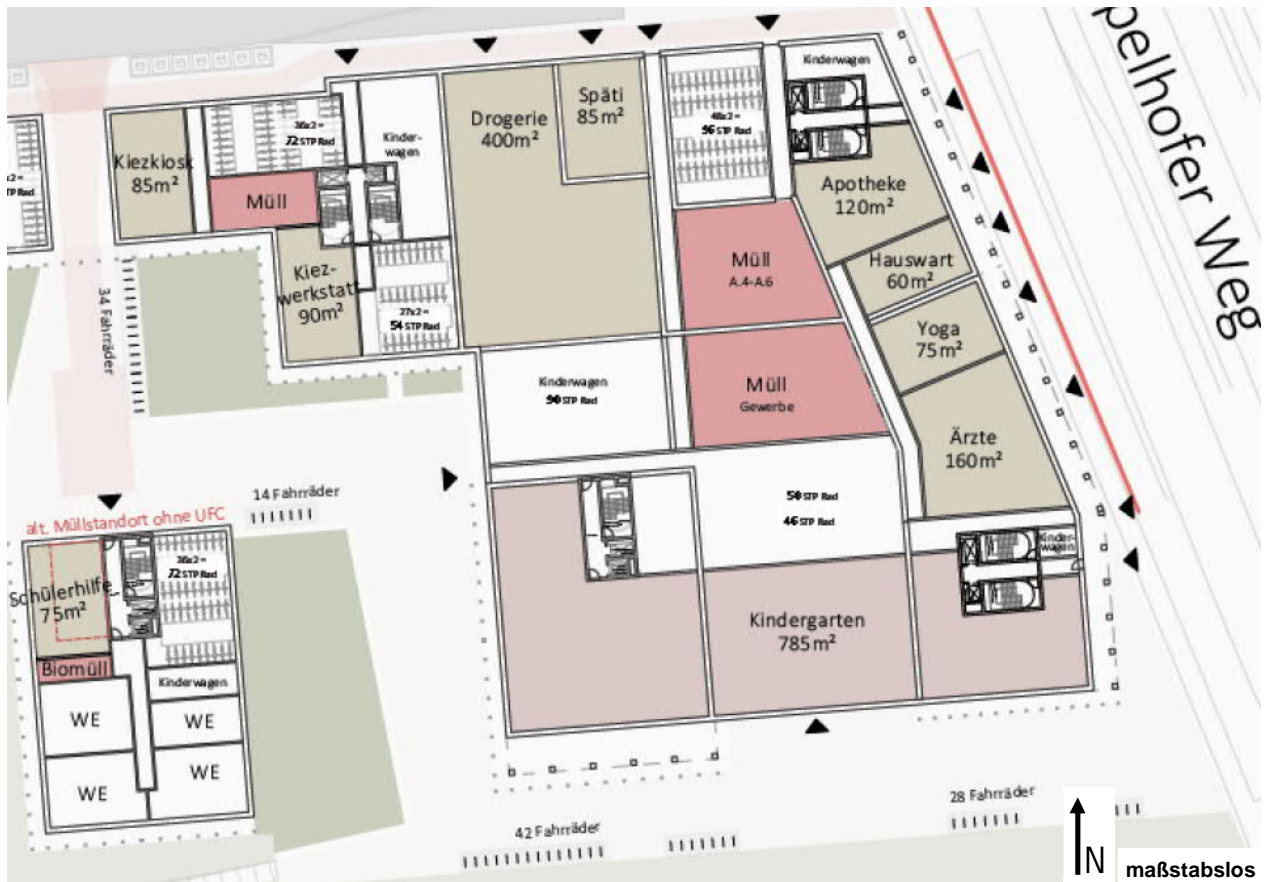 pelhofer Weg
Kinderwagen
Späti
85m²
Drogerie
400m²
48x2 =
96 STP Rad
36x2 =
72 STP Rad
Kinder-
wagen
Kiezkiosk
85m²
Müll
Apotheke
120m²
Müll
A.4-A.6
Hauswart
60m²
Kiez-
werkstatt
90m²
34 Fahrräder
27x2 =
54 STP Rad
Yoga
75m²
Kinderwagen
90 STP Rad
Müll
Gewerbe
Ärzte
160m²
14 Fahrräder
50 STP Rad
46 STP Rad
alt. Müllstandort ohne UFC
Kinder-
wagen
36x2 =
72 STP Rad
Schülerhilfe
75m²
Kindergarten
785m²
Biomüll
Kinderwagen
WE
WE
WE
WE
28 Fahrräder
42 Fahrräder
N
maßstabslos